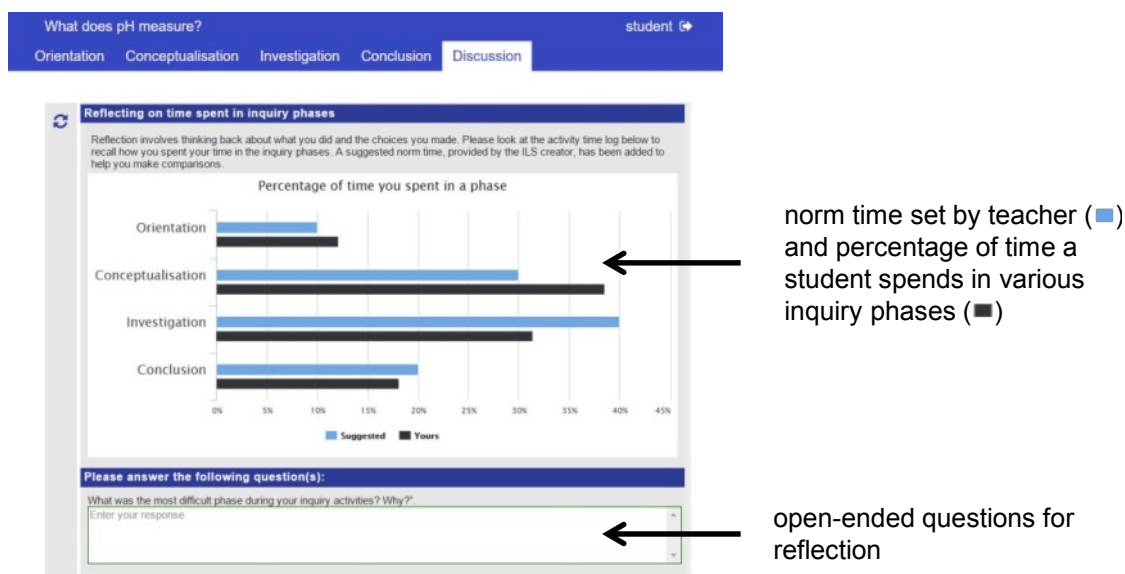 What does pH measure?
student
Orientation Conceptualisation Investigation Conclusion Discussion
Reflecting on time spent in inquiry phases
Reflection involves thinking back about what you did and the choices you made. Please look at the activity time log below to
recall how you spent your time in the inquiry phases. A suggested norm time, provided by the ILS creator, has been added to
help you make comparisons.
Percentage of time you spent in a phase
Orientation
Conceptualisation
Investigation
Conclusion
0% 5% 10% 15% 20% 25% 30% 35% 40% 45%
Suggested Yours
norm time set by teacher ( )
and percentage of time a
student spends in various
inquiry phases ( )
Please answer the following question(s):
What was the most difficult phase during your inquiry activities? Why?".
Enter your response
open-ended questions for
reflection